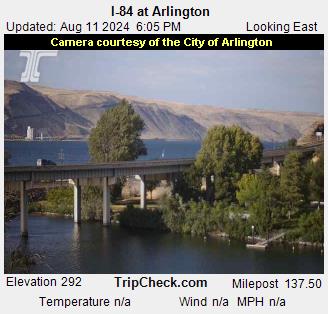 I-84 at Arlington
Updated: Aug 11 2024 6:05 PM Looking East
Camera courtesy of the City of Arlington
Elevation 292 TripCheck.com Milepost 137.50
Temperature n/a Wind n/a MPH n/a